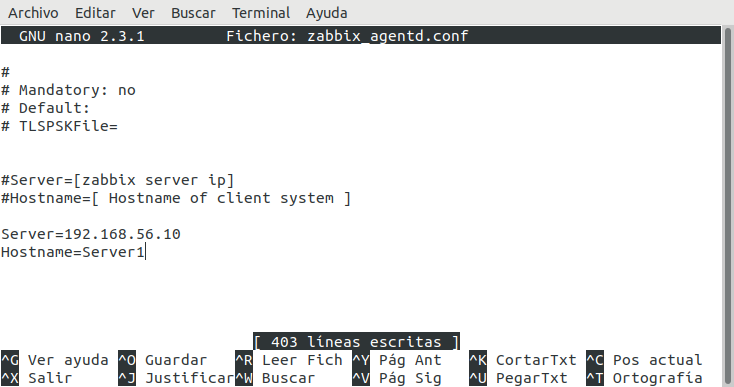 Archivo Editar Ver Buscar Terminal Ayuda
GNU nano 2.3.1 Fichero: zabbix_agentd.conf
#
# Mandatory: no
# Default:
# TLSPSKFile=
#Server=[zabbix server ip]
#Hostname=[ Hostname of client system ]
Server=192.168.56.10
Hostname=Server1
[ 403 líneas escritas ]
^G Ver ayuda ^O Guardar ^R Leer Fich ^Y Pág Ant ^K CortarTxt ^C Pos actual
^X Salir ^J Justificar ^W Buscar ^V Pág Sig ^U PegarTxt ^T Ortografía